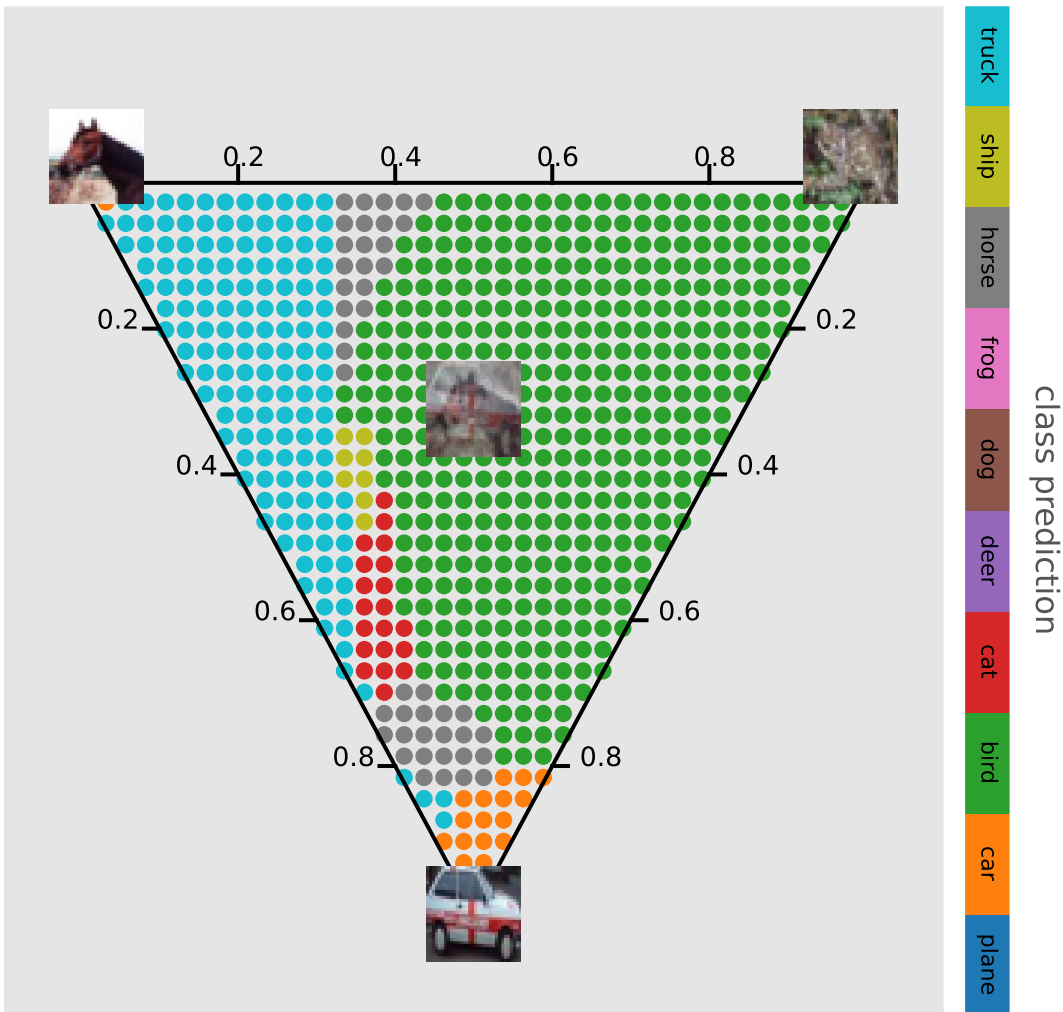 0.2 0.4 0.6 0.8
0.2 0.2
0.4 0.4
0.6 0.6
0.8 0.8
truck
ship
horse
frog
dog
deer
cat
bird
car
plane
class prediction